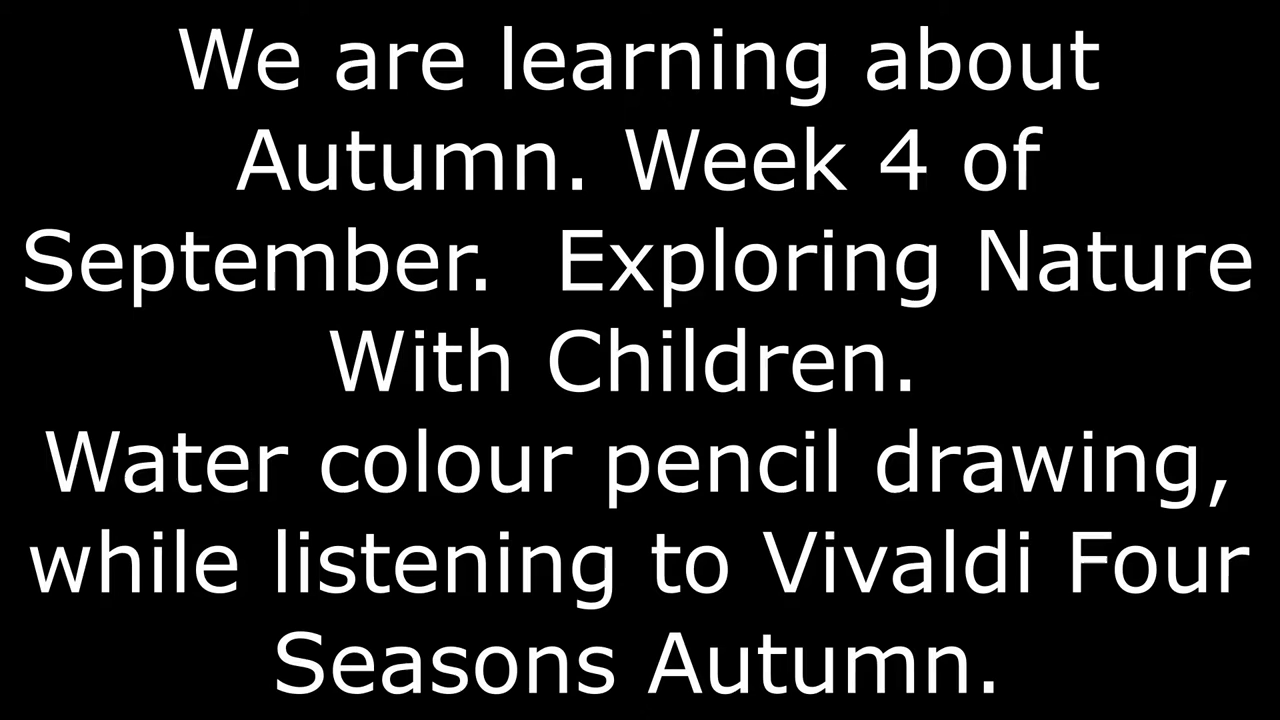 We are learning about
Autumn. Week 4 of
September.  Exploring Nature
With Children.
Water colour pencil drawing,
while listening to Vivaldi Four
Seasons Autumn.